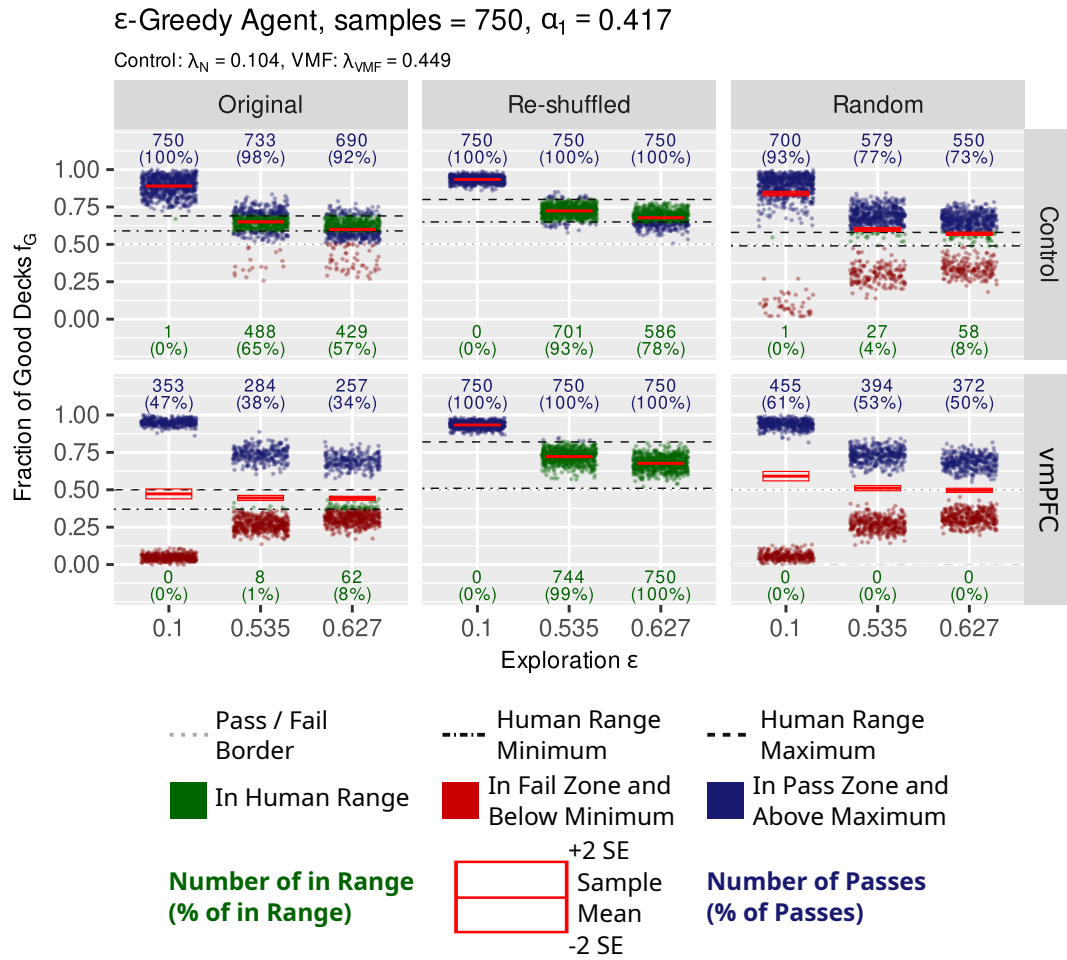 ε-Greedy Agent, samples = 750, α₁ = 0.417
Control: λ_N = 0.104, VMF: λ_VMF = 0.449
Original Re-shuffled Random
750 733 690 750 750 750 700 579 550
(100%) (98%) (92%) (100%) (100%) (100%) (93%) (77%) (73%)
1.00
0.75
0.50
0.25
0.00
1 488 429 0 701 586 1 27 58
(0%) (65%) (57%) (0%) (93%) (78%) (0%) (4%) (8%)
Control
Fraction of Good Decks f_G
353 284 257 750 750 750 455 394 372
(47%) (38%) (34%) (100%) (100%) (100%) (61%) (53%) (50%)
1.00
0.75
0.50
0.25
0.00
0 8 62 0 744 750 0 0 0
(0%) (1%) (8%) (0%) (99%) (100%) (0%) (0%) (0%)
vmPFC
0.1 0.535 0.627 0.1 0.535 0.627 0.1 0.535 0.627
Exploration ε
Pass / Fail
Border
Human Range
Minimum
Human Range
Maximum
In Human Range
In Fail Zone and
Below Minimum
In Pass Zone and
Above Maximum
Number of in Range
(% of in Range)
+2 SE
Sample
Mean
-2 SE
Number of Passes
(% of Passes)